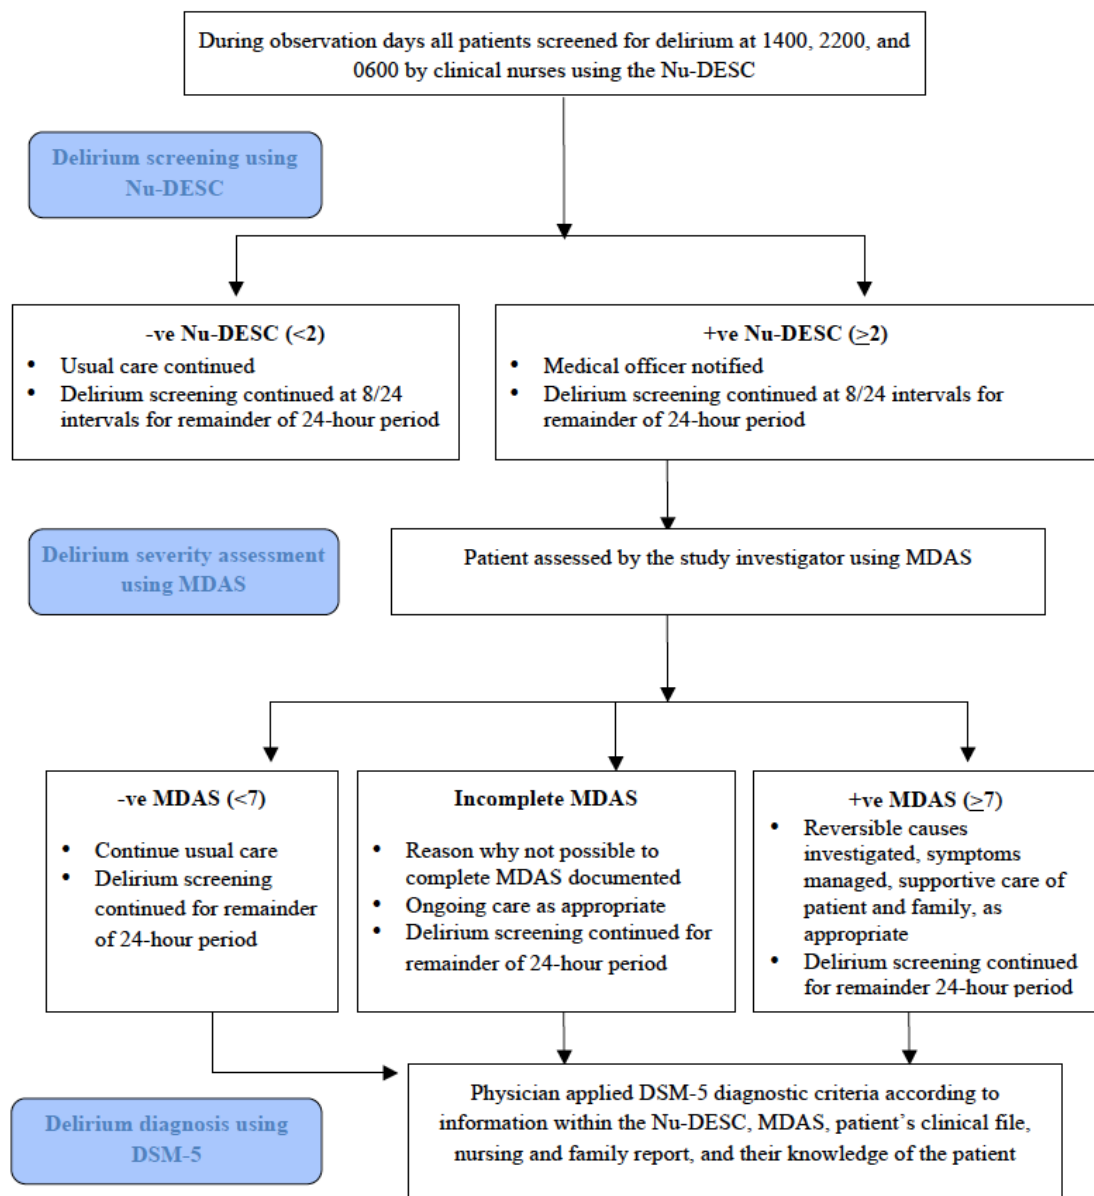 During observation days all patients screened for delirium at 1400, 2200, and
0600 by clinical nurses using the Nu-DESC
Delirium screening using
Nu-DESC
-ve Nu-DESC (<2)
• Usual care continued
• Delirium screening continued at 8/24
intervals for remainder of 24-hour period
+ve Nu-DESC (≥2)
• Medical officer notified
• Delirium screening continued at 8/24 intervals for
remainder of 24-hour period
Delirium severity assessment
using MDAS
Patient assessed by the study investigator using MDAS
-ve MDAS (<7)
• Continue usual care
• Delirium screening
continued for remainder
of 24-hour period
Incomplete MDAS
• Reason why not possible to
complete MDAS documented
• Ongoing care as appropriate
• Delirium screening continued for
remainder of 24-hour period
+ve MDAS (≥7)
• Reversible causes
investigated, symptoms
managed, supportive care of
patient and family, as
appropriate
• Delirium screening continued
for remainder 24-hour period
Delirium diagnosis using
DSM-5
Physician applied DSM-5 diagnostic criteria according to
information within the Nu-DESC, MDAS, patient’s clinical file,
nursing and family report, and their knowledge of the patient